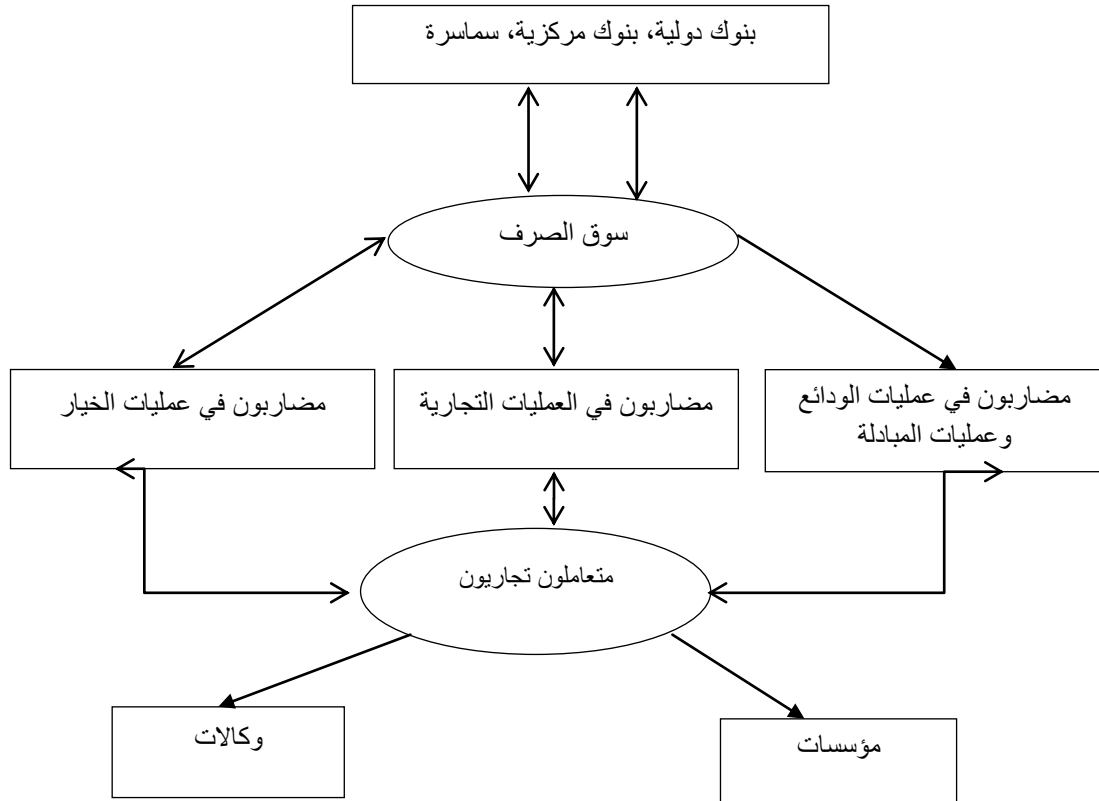 بنوك دولية، بنوك مركزية، سماسرة
سوق الصرف
مضاربون في عمليات الودائع
وعمليات المبادلة
مضاربون في العمليات التجارية
مضاربون في عمليات الخيار
متعاملون تجاريون
مؤسسات
وكالات